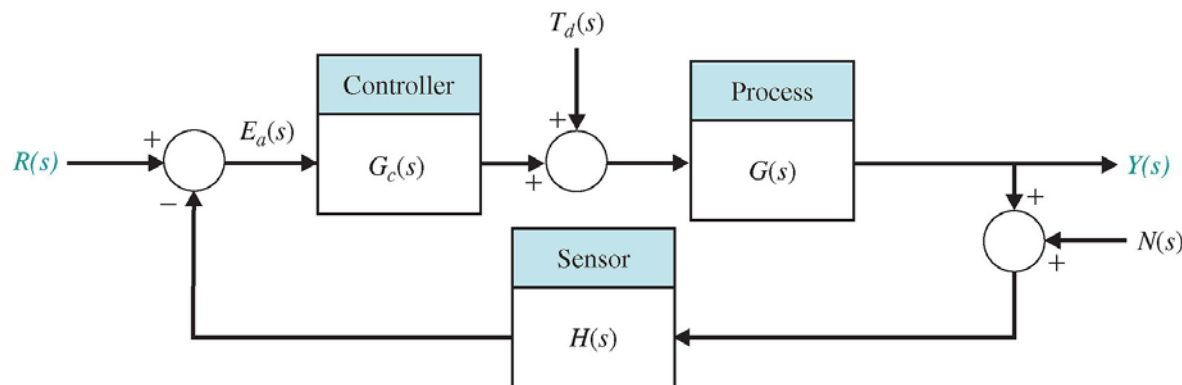 T_d(s)
Controller
Process
+
E_a(s)
+
R(s)
G_c(s)
+
G(s)
Y(s)
−
+
Sensor
+
N(s)
H(s)